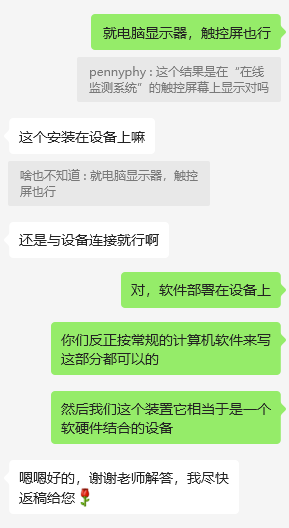 就电脑显示器，触控屏也行
pennyphy : 这个结果是在“在线
监测系统”的触控屏幕上显示对吗
这个安装在设备上嘛
啥也不知道 : 就电脑显示器，触控
屏也行
还是与设备连接就行啊
对，软件部署在设备上
你们反正按常规的计算机软件来写
这部分都可以的
然后我们这个装置它相当于是一个
软硬件结合的设备
嗯嗯好的，谢谢老师解答，我尽快
返稿给您🌹